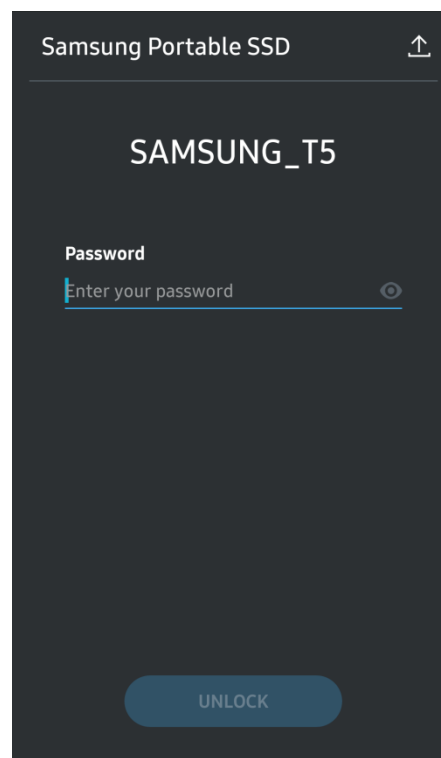 Samsung Portable SSD
SAMSUNG_T5
Password
Enter your password
UNLOCK